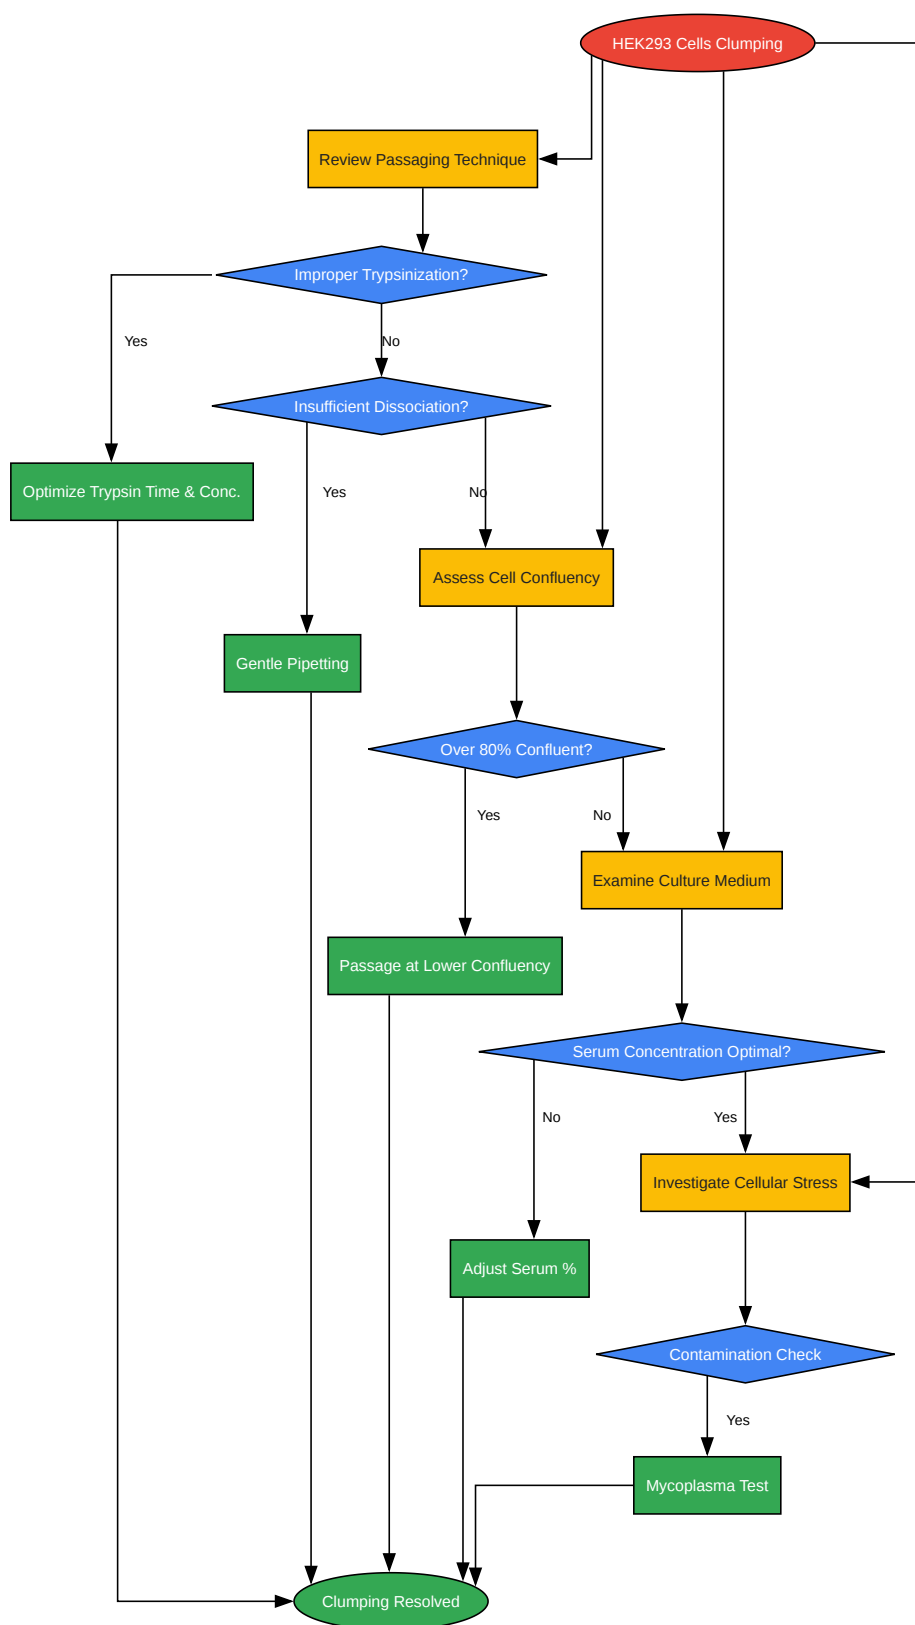 HEK293 Cells Clumping
Review Passaging Technique
Improper Trypsinization?
Yes
No
Insufficient Dissociation?
Optimize Trypsin Time & Conc.
Yes
No
Assess Cell Confluency
Gentle Pipetting
Over 80% Confluent?
Yes
No
Examine Culture Medium
Passage at Lower Confluency
Serum Concentration Optimal?
No
Yes
Investigate Cellular Stress
Adjust Serum %
Contamination Check
Yes
Mycoplasma Test
Clumping Resolved